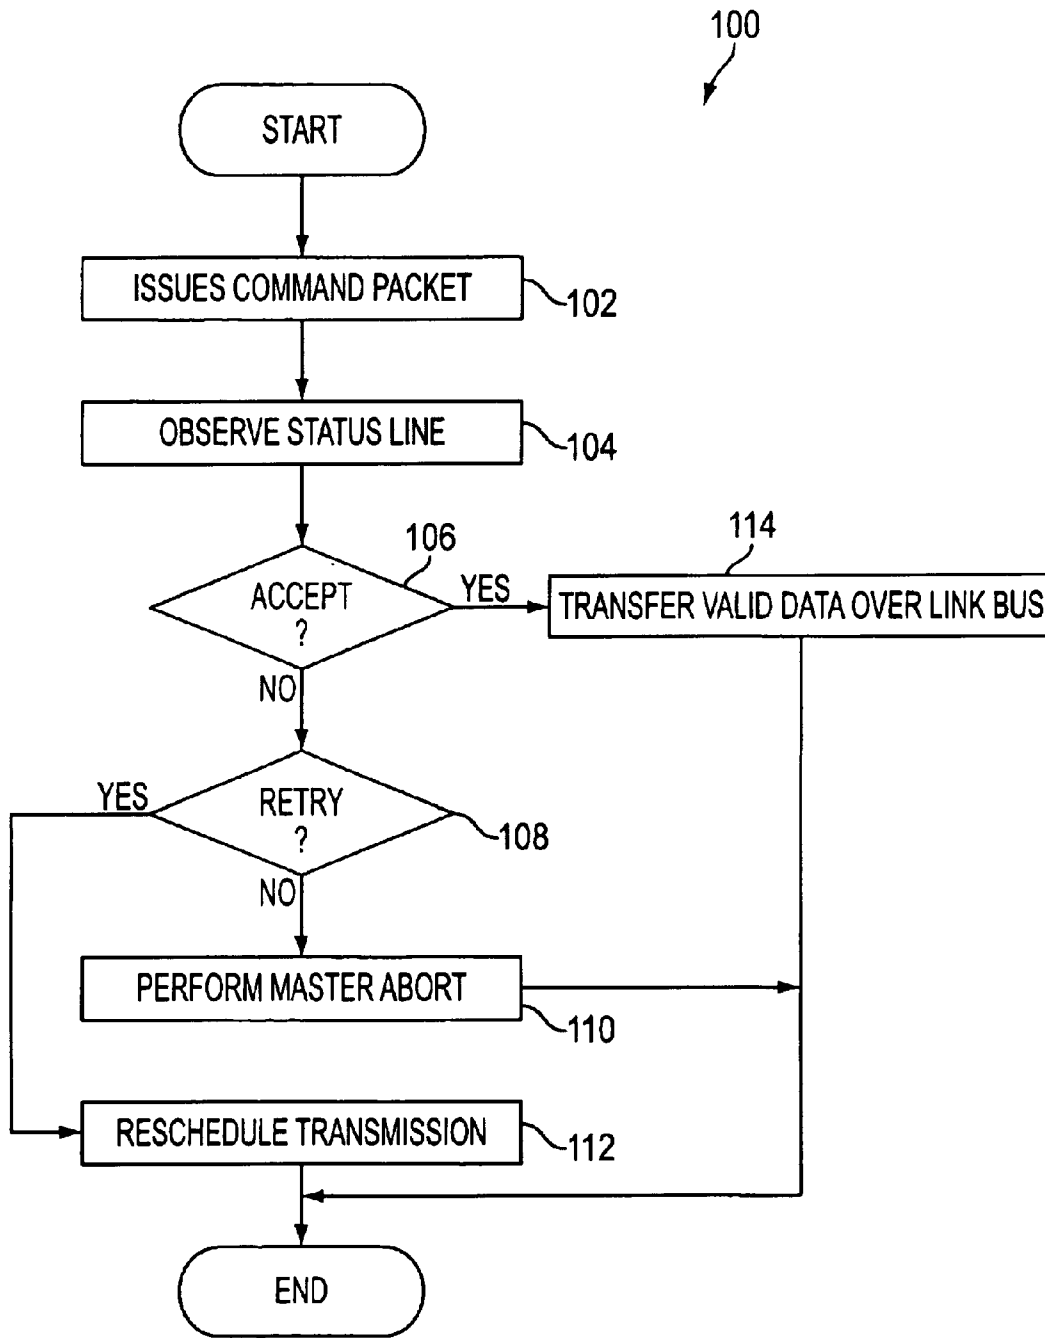 100
START
ISSUES COMMAND PACKET
102
OBSERVE STATUS LINE
104
106
ACCEPT
?
YES
114
TRANSFER VALID DATA OVER LINK BUS
NO
YES
RETRY
?
108
NO
PERFORM MASTER ABORT
110
RESCHEDULE TRANSMISSION
112
END